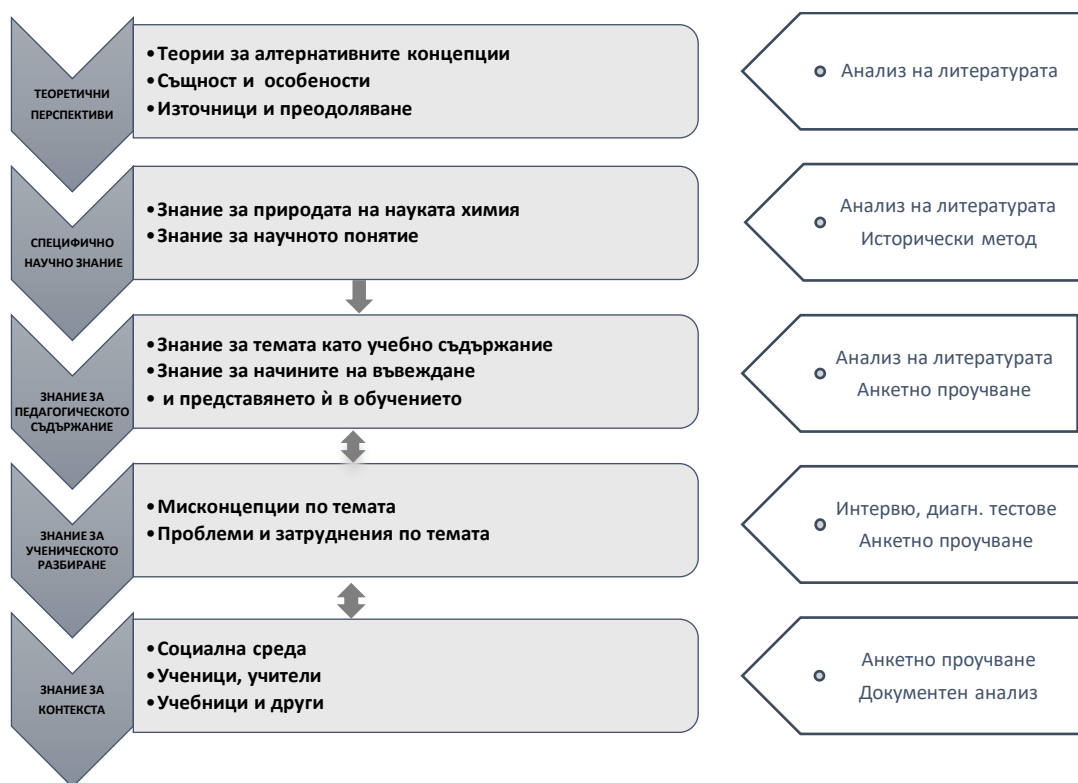 ТЕОРЕТИЧНИ
ПЕРСПЕКТИВИ
•Теории за алтернативните концепции
•Същност и особености
•Източници и преодоляване
Анализ на литературата
СПЕЦИФИЧНО
НАУЧНО ЗНАНИЕ
•Знание за природата на науката химия
•Знание за научното понятие
Анализ на литературата
Исторически метод
ЗНАНИЕ ЗА
ПЕДАГОГИЧЕСКОТО
СЪДЪРЖАНИЕ
•Знание за темата като учебно съдържание
•Знание за начините на въвеждане
• и представянето ѝ в обучението
Анализ на литературата
Анкетно проучване
ЗНАНИЕ ЗА
УЧЕНИЧЕСКОТО
РАЗБИРАНЕ
•Мисконцепции по темата
•Проблеми и затруднения по темата
Интервю, диагн. тестове
Анкетно проучване
ЗНАНИЕ ЗА
КОНТЕКСТА
•Социална среда
•Ученици, учители
•Учебници и други
Анкетно проучване
Документен анализ